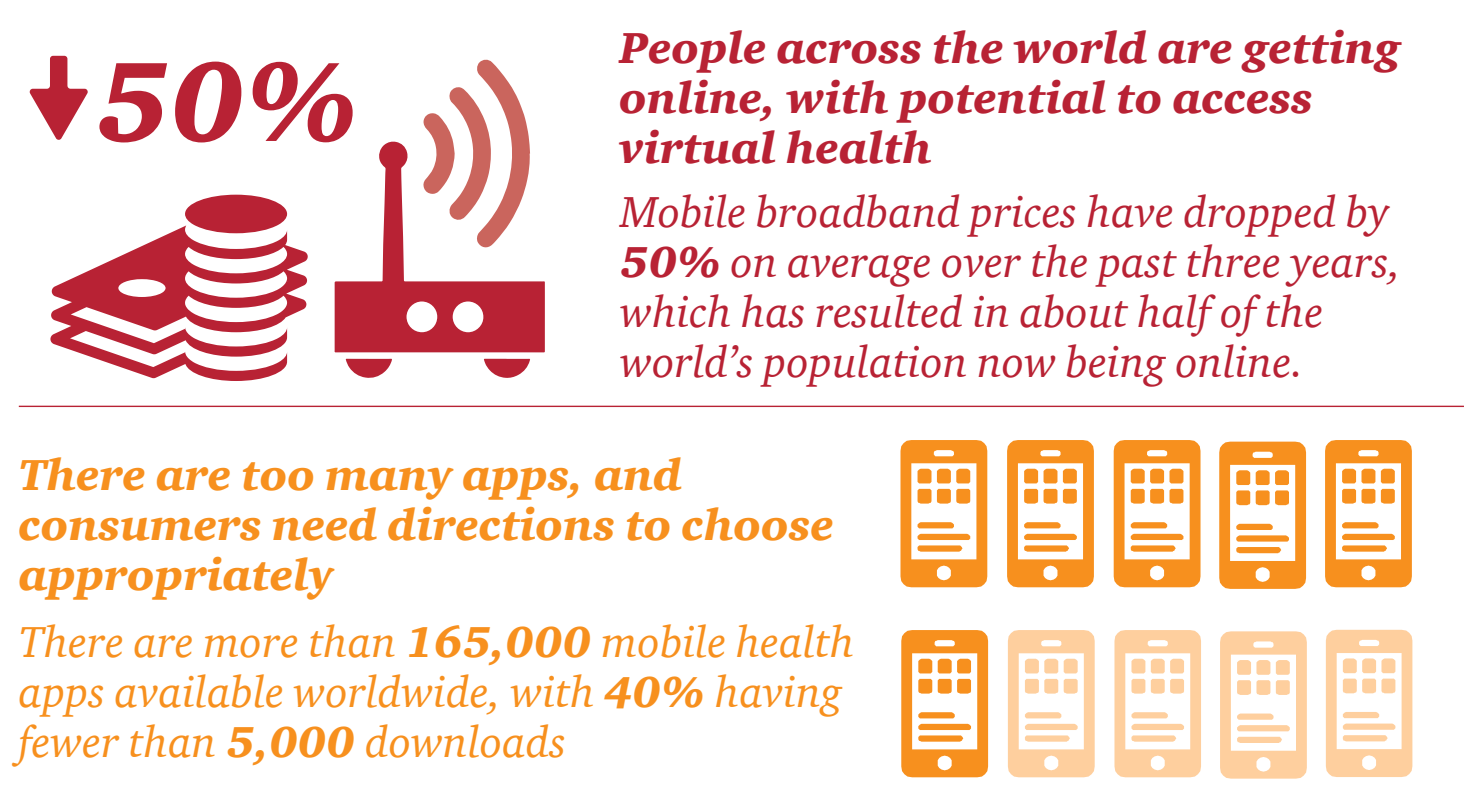 50%
People across the world are getting
online, with potential to access
virtual health
Mobile broadband prices have dropped by
50% on average over the past three years,
which has resulted in about half of the
world's population now being online.
There are too many apps, and
consumers need directions to choose
appropriately
There are more than 165,000 mobile health
apps available worldwide, with 40% having
fewer than 5,000 downloads